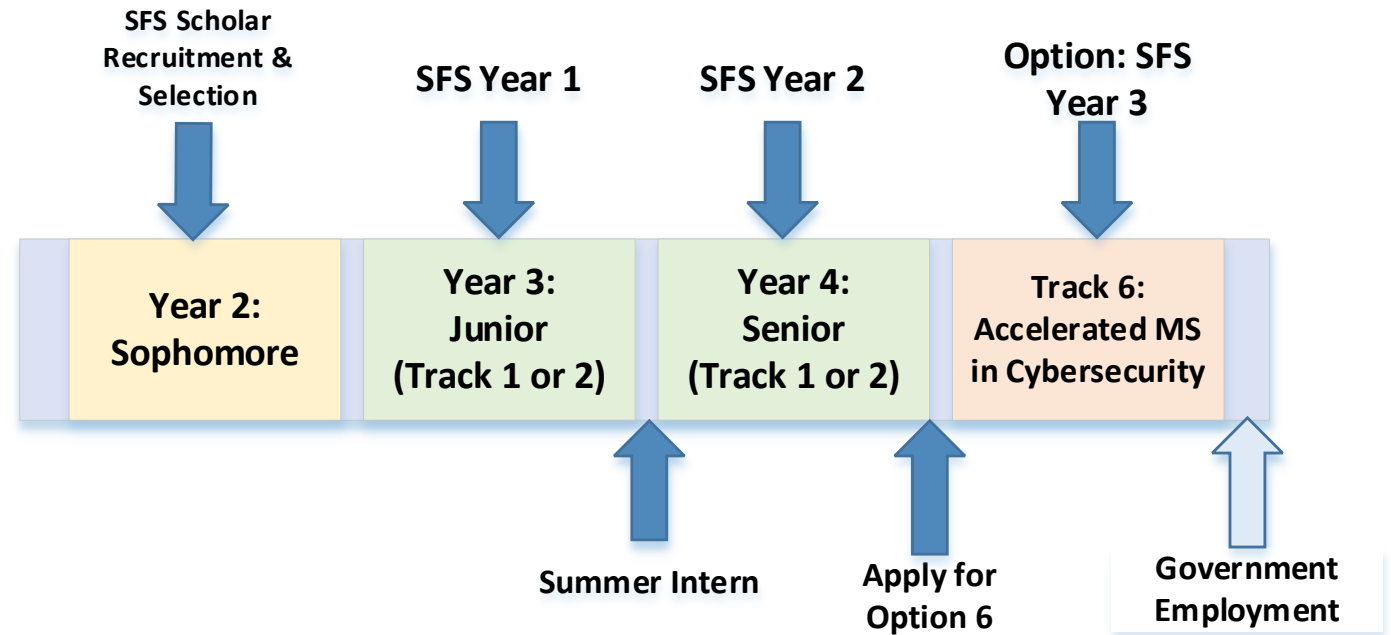 SFS Scholar
Recruitment &
Selection
SFS Year 1
SFS Year 2
Option: SFS
Year 3
Year 2:
Sophomore
Year 3:
Junior
(Track 1 or 2)
Year 4:
Senior
(Track 1 or 2)
Track 6:
Accelerated MS
in Cybersecurity
Summer Intern
Apply for
Option 6
Government
Employment